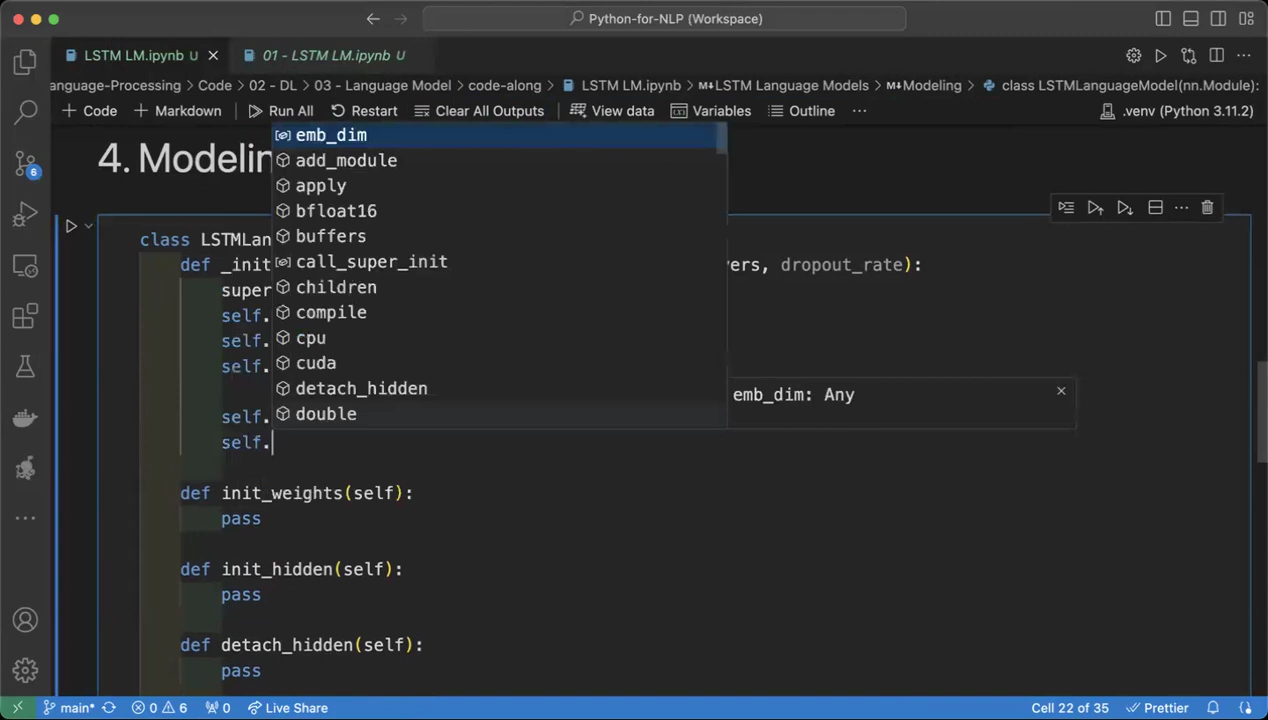 Python-for-NLP (Workspace)
LSTM LM.ipynb U
01 - LSTM LM.ipynb U
anguage-Processing > Code > 02 - DL > 03 - Language Model > code-along > LSTM LM.ipynb > M↓LSTM Language Models > M↓Modeling > class LSTMLanguageModel(nn.Module):
+ Code + Markdown Run All Restart Clear All Outputs View data Variables Outline ... .venv (Python 3.11.2)
4. Modelin
emb_dim
add_module
apply
bfloat16
buffers
call_super_init
children
compile
cpu
cuda
detach_hidden
double
emb_dim: Any
class LSTMLan
def _init ers, dropout_rate):
super
self.
self.
self.
self.
self.
def init_weights(self):
pass
def init_hidden(self):
pass
def detach_hidden(self):
pass
6
main* 0 6 0 Live Share Cell 22 of 35 Prettier